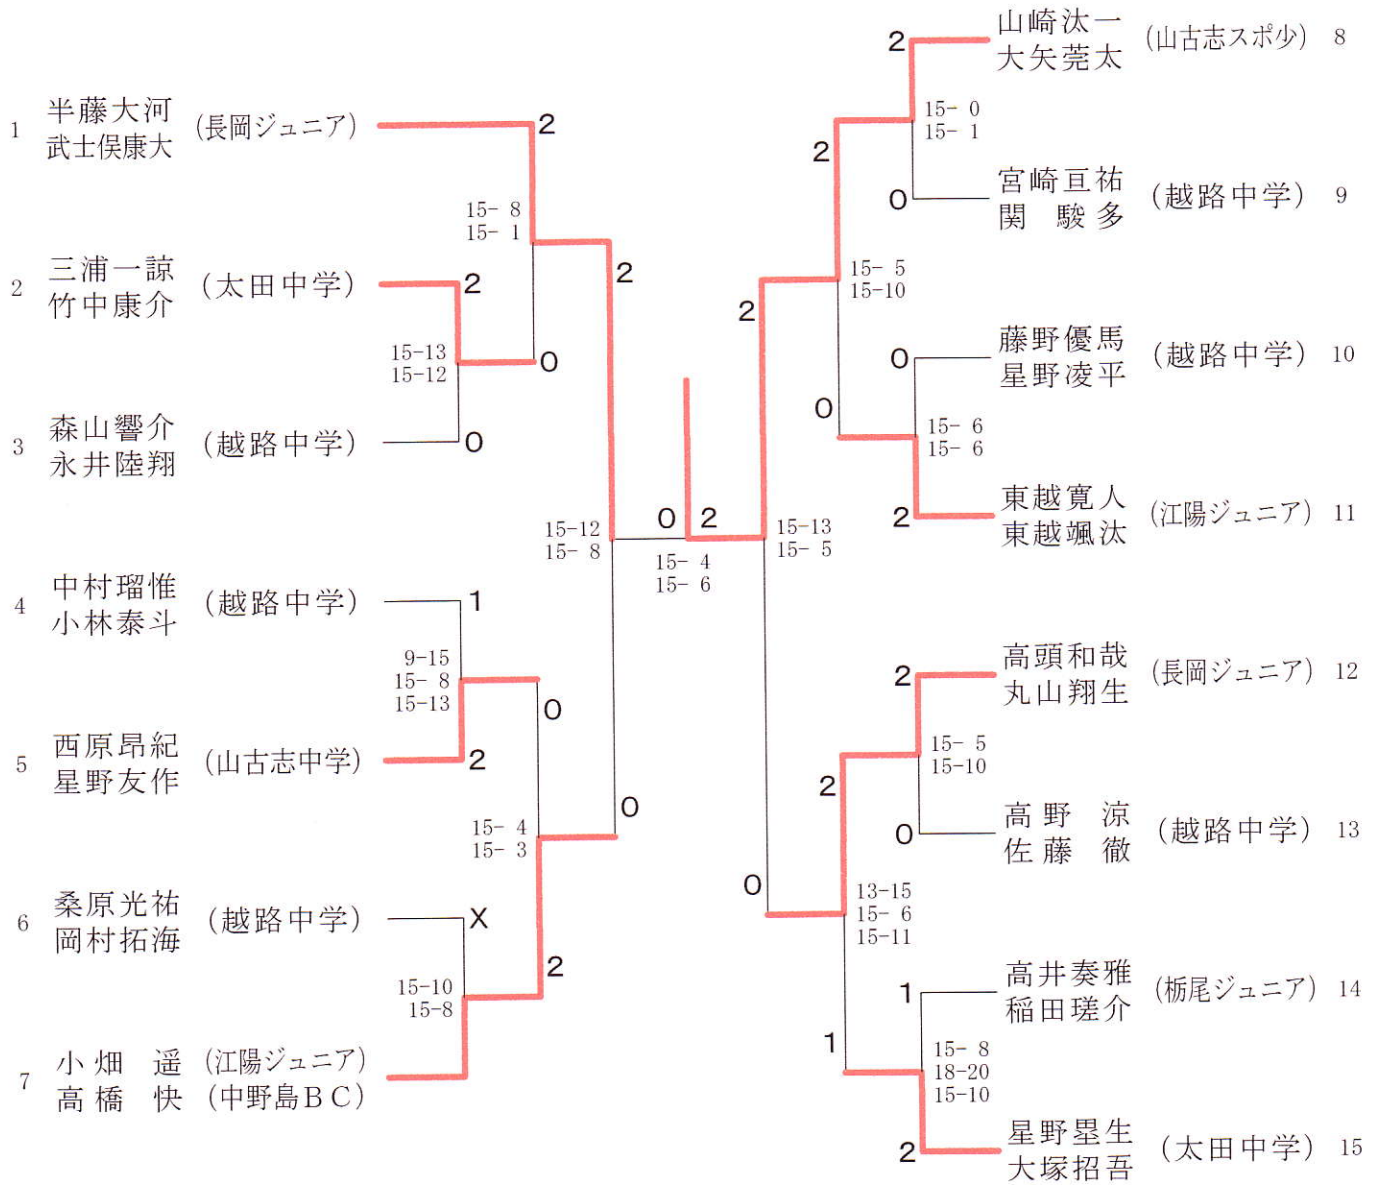 1 半藤大河 (長岡ジュニア)
武士俣康大
2
15- 8
15- 1
2 三浦一諒 (太田中学)
竹中康介
2
2
15-13
15-12
0
3 森山響介 (越路中学)
永井陸翔
0
15-12
15- 8
4 中村瑠惟 (越路中学)
小林泰斗
1
9-15
15- 8
15-13
0
5 西原昂紀 (山古志中学)
星野友作
2
0
15- 4
15- 3
6 桑原光祐 (越路中学)
岡村拓海
X
2
15-10
15-8
7 小畑 遥 (江陽ジュニア)
高橋 快 (中野島BC)
0 2
15- 4
15- 6
2 山崎汰一 (山古志スポ少) 8
大矢莞太
15- 0
15- 1
2
0 宮崎亘祐 (越路中学) 9
関 駿多
15- 5
15-10
2
0 藤野優馬 (越路中学) 10
星野凌平
0
15- 6
15- 6
2 東越寛人 (江陽ジュニア) 11
東越颯汰
15-13
15- 5
2 高頭和哉 (長岡ジュニア) 12
丸山翔生
15- 5
15-10
2
0 高野 涼 (越路中学) 13
佐藤 徹
0
13-15
15- 6
15-11
1 高井奏雅 (栃尾ジュニア) 14
稲田瑳介
1
15- 8
18-20
15-10
2 星野塁生 (太田中学) 15
大塚招吾